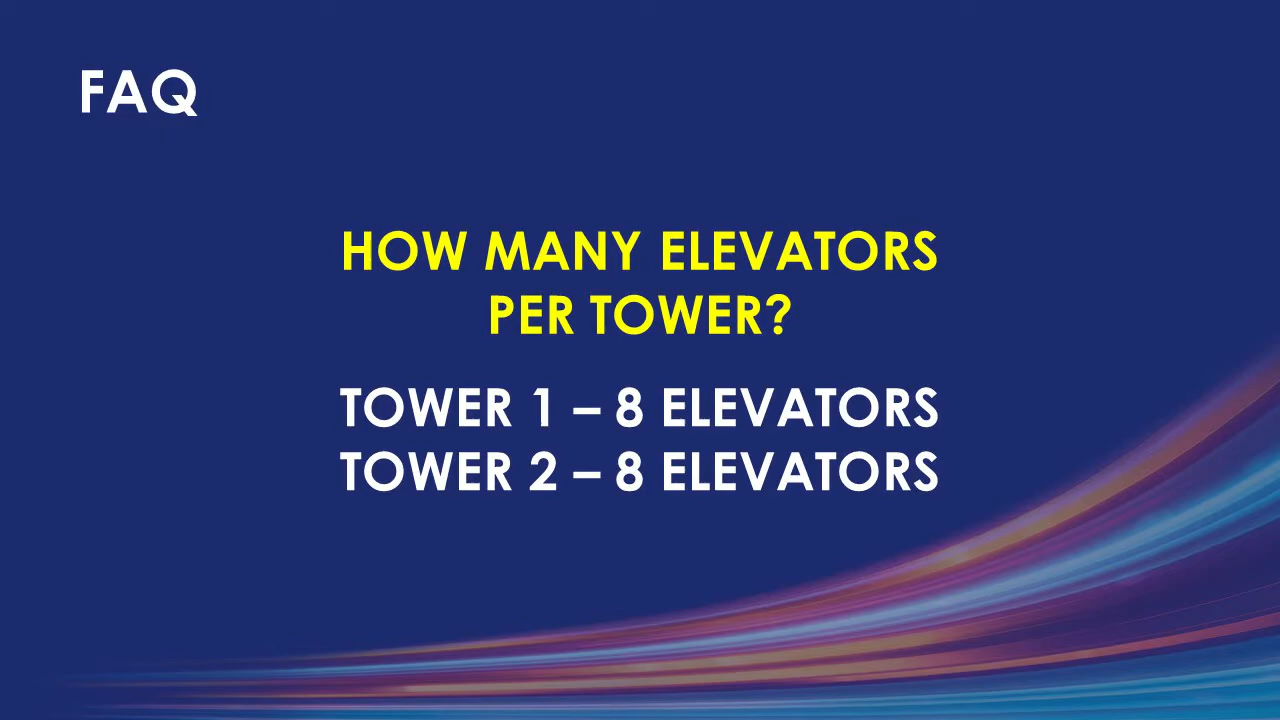 FAQ
HOW MANY ELEVATORS
PER TOWER?
TOWER 1 – 8 ELEVATORS
TOWER 2 – 8 ELEVATORS